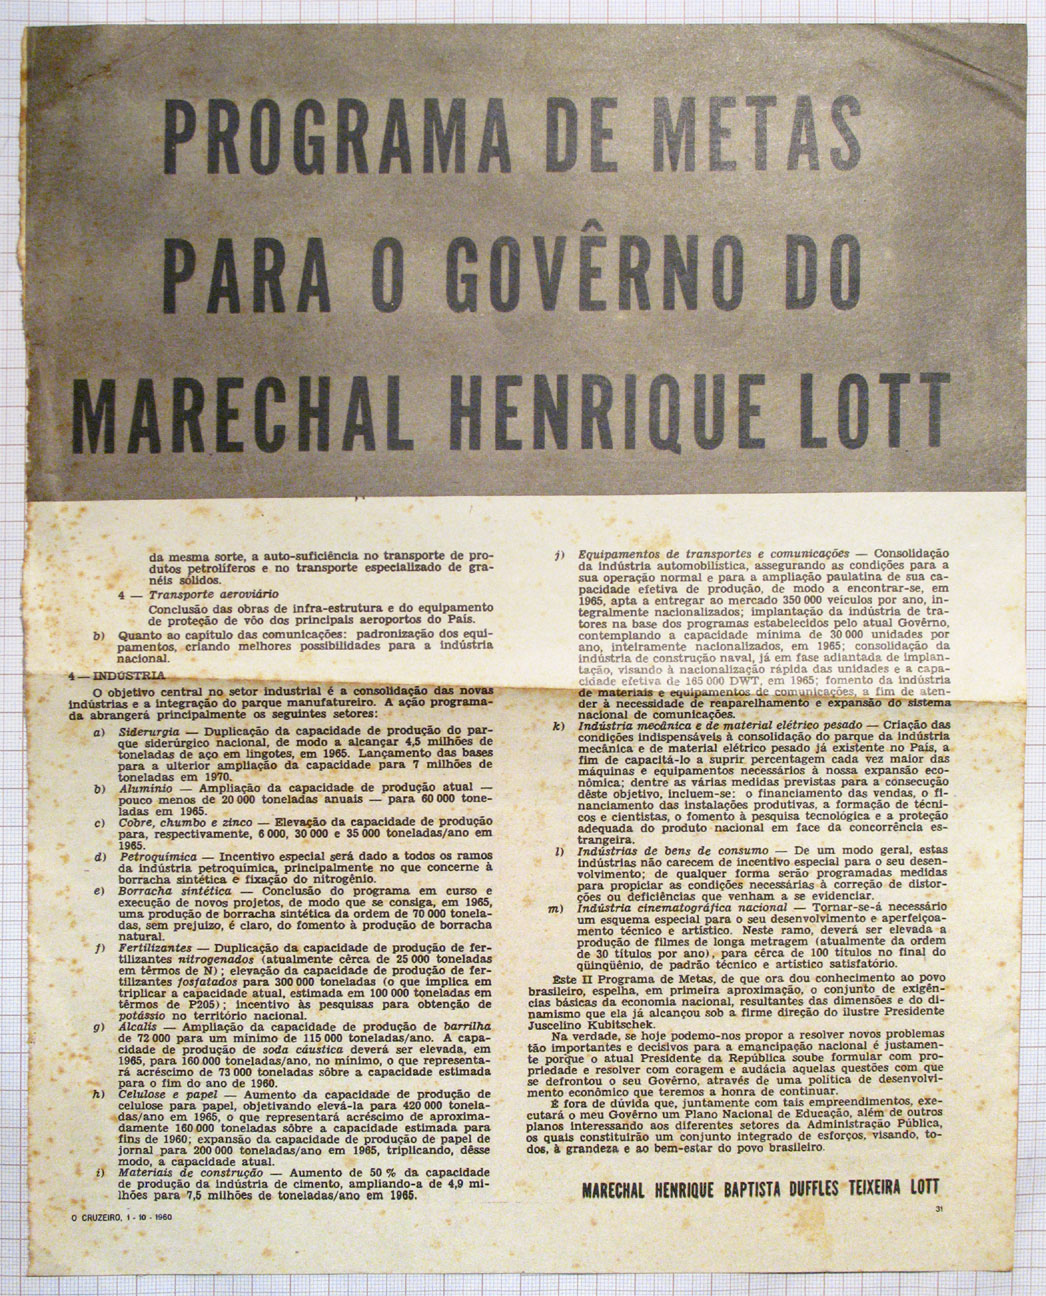 PROGRAMA DE METAS
PARA O GOVÊRNO DO
MARECHAL HENRIQUE LOTT
da mesma sorte, a auto-suficiência no transporte de pro-
dutos petrolíferos e no transporte especializado de gra-
néis sólidos.
4 — Transporte aeroviário
Conclusão das obras de infra-estrutura e do equipamento
de proteção de vôo dos principais aeroportos do País.
b) Quanto ao capítulo das comunicações: padronização dos equi-
pamentos, criando melhores possibilidades para a indústria
nacional.
4 — INDÚSTRIA
O objetivo central no setor industrial é a consolidação das novas
indústrias e a integração do parque manufatureiro. A ação programa-
da abrangerá principalmente os seguintes setores:
a) Siderurgia — Duplicação da capacidade de produção do par-
que siderúrgico nacional, de modo a alcançar 4,5 milhões de
toneladas de aço em lingotes, em 1965. Lançamento das bases
para a ulterior ampliação da capacidade para 7 milhões de
toneladas em 1970.
b) Alumínio — Ampliação da capacidade de produção atual —
pouco menos de 20 000 toneladas anuais — para 60 000 tone-
ladas em 1965.
c) Cobre, chumbo e zinco — Elevação da capacidade de produção
para, respectivamente, 6 000, 30 000 e 35 000 toneladas/ano em
1965.
d) Petroquímica — Incentivo especial será dado a todos os ramos
da indústria petroquímica, principalmente no que concerne à
borracha sintética e fixação do nitrogênio.
e) Borracha sintética — Conclusão do programa em curso e
execução de novos projetos, de modo que se consiga, em 1965,
uma produção de borracha sintética da ordem de 70 000 tonela-
das, sem prejuízo, é claro, do fomento à produção de borracha
natural.
f) Fertilizantes — Duplicação da capacidade de produção de fer-
tilizantes nitrogenados (atualmente cêrca de 25 000 toneladas
em têrmos de N); elevação da capacidade de produção de fer-
tilizantes fosfatados para 300 000 toneladas (o que implica em
triplicar a capacidade atual, estimada em 100 000 toneladas em
têrmos de P205); incentivo às pesquisas para obtenção de
potássio no território nacional.
g) Alcalis — Ampliação da capacidade de produção de barrilha
de 72 000 para um mínimo de 115 000 toneladas/ano. A capa-
cidade de produção de soda cáustica deverá ser elevada, em
1965, para 160 000 toneladas/ano, no mínimo, o que representa-
rá acréscimo de 73 000 toneladas sôbre a capacidade estimada
para o fim do ano de 1960.
h) Celulose e papel — Aumento da capacidade de produção de
celulose para papel, objetivando elevá-la para 420 000 tonela-
das/ano em 1965, o que representará acréscimo de aproxima-
damente 160 000 toneladas sôbre a capacidade estimada para
fins de 1960; expansão da capacidade de produção de papel de
jornal para 200 000 toneladas/ano em 1965, triplicando, dêsse
modo, a capacidade atual.
i) Materiais de construção — Aumento de 50 % da capacidade
de produção da indústria de cimento, ampliando-a de 4,9 mi-
lhões para 7,5 milhões de toneladas/ano em 1965.
O CRUZEIRO, 1 - 10 - 1960
j) Equipamentos de transportes e comunicações — Consolidação
da indústria automobilística, assegurando as condições para a
sua operação normal e para a ampliação paulatina de sua ca-
pacidade efetiva de produção, de modo a encontrar-se, em
1965, apta a entregar ao mercado 350 000 veículos por ano, in-
tegralmente nacionalizados; implantação da indústria de tra-
tores na base dos programas estabelecidos pelo atual Govêrno,
contemplando a capacidade mínima de 30 000 unidades por
ano, inteiramente nacionalizados, em 1965; consolidação da
indústria de construção naval, já em fase adiantada de implan-
tação, visando à nacionalização rápida das unidades e a capa-
cidade efetiva de 165 000 DWT, em 1965; fomento da indústria
de materiais e equipamentos de comunicações, a fim de aten-
der à necessidade de reaparelhamento e expansão do sistema
nacional de comunicações.
k) Indústria mecânica e de material elétrico pesado — Criação das
condições indispensáveis à consolidação do parque da indústria
mecânica e de material elétrico pesado já existente no País, a
fim de capacitá-lo a suprir percentagem cada vez maior das
máquinas e equipamentos necessários à nossa expansão eco-
nômica; dentre as várias medidas previstas para a consecução
dêste objetivo, incluem-se: o financiamento das vendas, o fi-
nanciamento das instalações produtivas, a formação de técni-
cos e cientistas, o fomento à pesquisa tecnológica e a proteção
adequada do produto nacional em face da concorrência es-
trangeira.
l) Indústrias de bens de consumo — De um modo geral, estas
indústrias não carecem de incentivo especial para o seu desen-
volvimento; de qualquer forma serão programadas medidas
para propiciar as condições necessárias à correção de distor-
ções ou deficiências que venham a se evidenciar.
m) Indústria cinematográfica nacional — Tornar-se-á necessário
um esquema especial para o seu desenvolvimento e aperfeiçoa-
mento técnico e artístico. Neste ramo, deverá ser elevada a
produção de filmes de longa metragem (atualmente da ordem
de 30 títulos por ano), para cêrca de 100 títulos no final do
qüinqüênio, de padrão técnico e artístico satisfatório.
Êste II Programa de Metas, de que ora dou conhecimento ao povo
brasileiro, espelha, em primeira aproximação, o conjunto de exigên-
cias básicas da economia nacional, resultantes das dimensões e do di-
namismo que ela já alcançou sob a firme direção do ilustre Presidente
Juscelino Kubitschek.
Na verdade, se hoje podemo-nos propor a resolver novos problemas
tão importantes e decisivos para a emancipação nacional é justamen-
te porque o atual Presidente da República soube formular com pro-
priedade e resolver com coragem e audácia aquelas questões com que
se defrontou o seu Govêrno, através de uma política de desenvolvi-
mento econômico que teremos a honra de continuar.
É fora de dúvida que, juntamente com tais empreendimentos, exe-
cutará o meu Govêrno um Plano Nacional de Educação, além de outros
planos interessando aos diferentes setores da Administração Pública,
os quais constituirão um conjunto integrado de esforços, visando, to-
dos, à grandeza e ao bem-estar do povo brasileiro.
MARECHAL HENRIQUE BAPTISTA DUFFLES TEIXEIRA LOTT
31